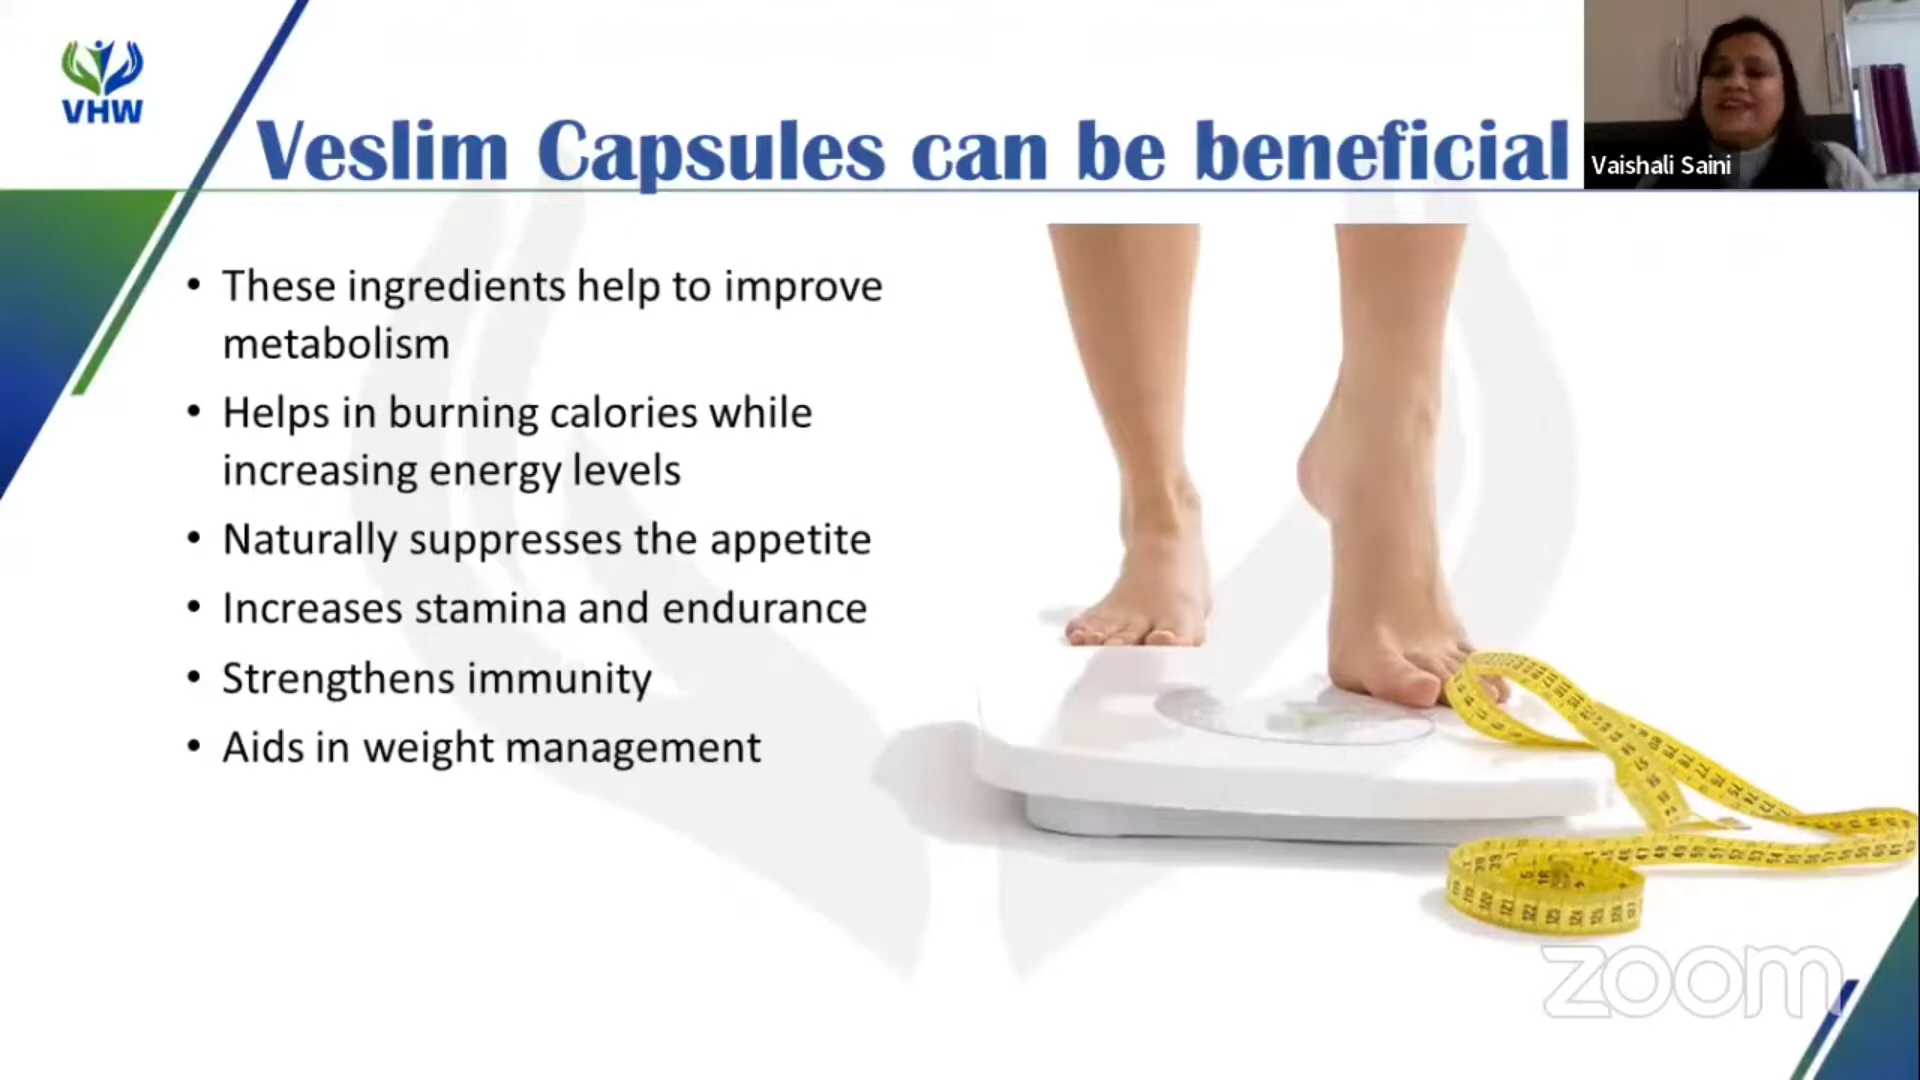 VHW
Veslim Capsules can be beneficial
Vaishali Saini
• These ingredients help to improve
metabolism
• Helps in burning calories while
increasing energy levels
• Naturally suppresses the appetite
• Increases stamina and endurance
• Strengthens immunity
• Aids in weight management
zoom